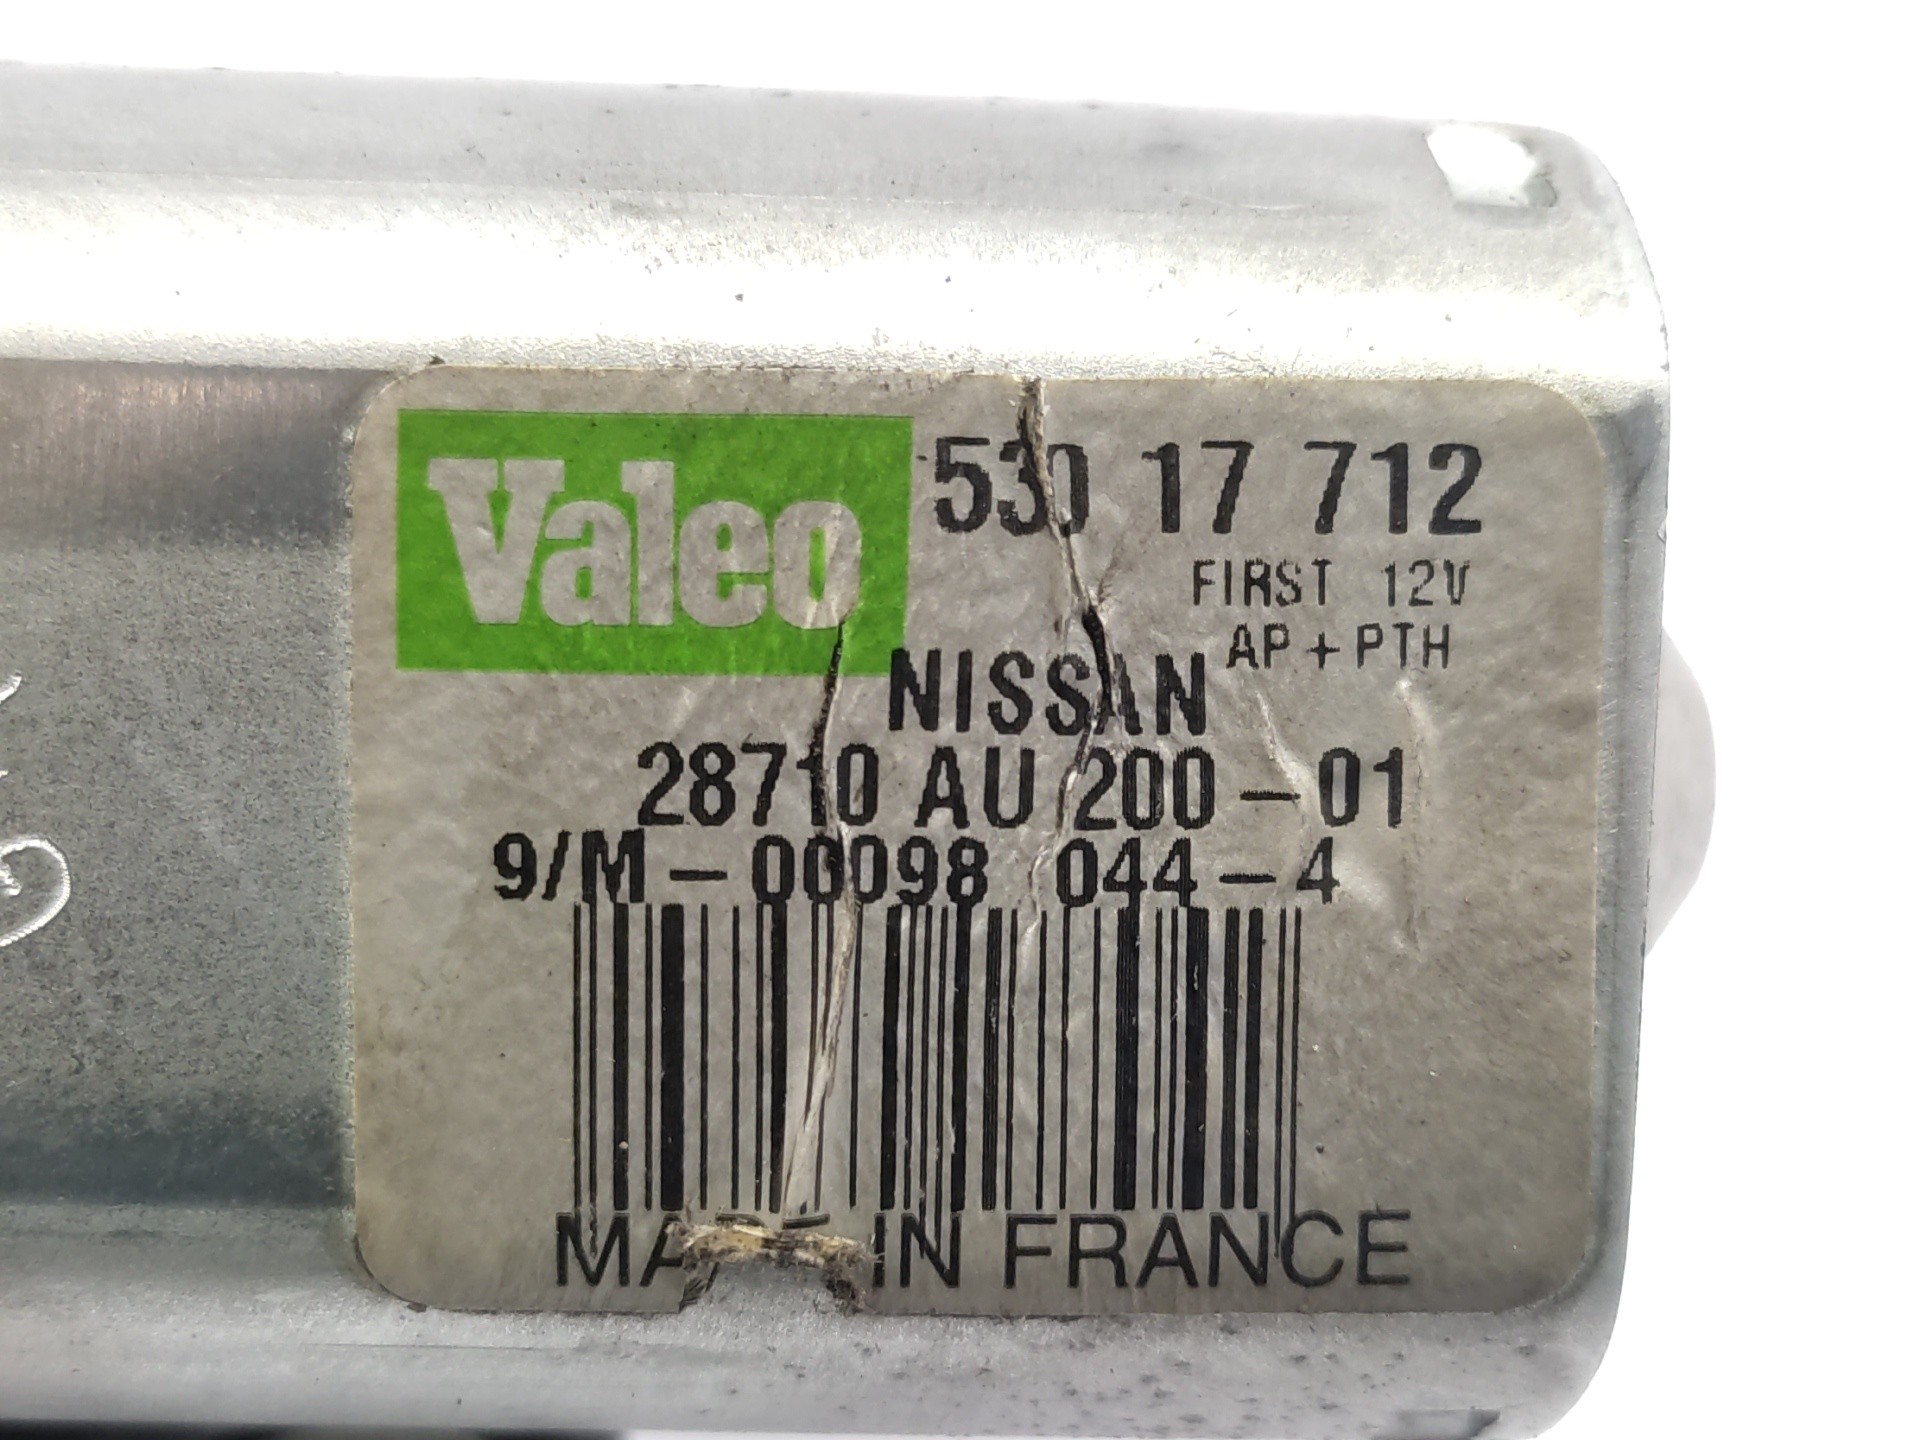 Valeo 530 17 712
FIRST 12V
AP + PTH
NISSAN
28710 AU 200 - 01
9/M - 00098 044 - 4
MADE IN FRANCE